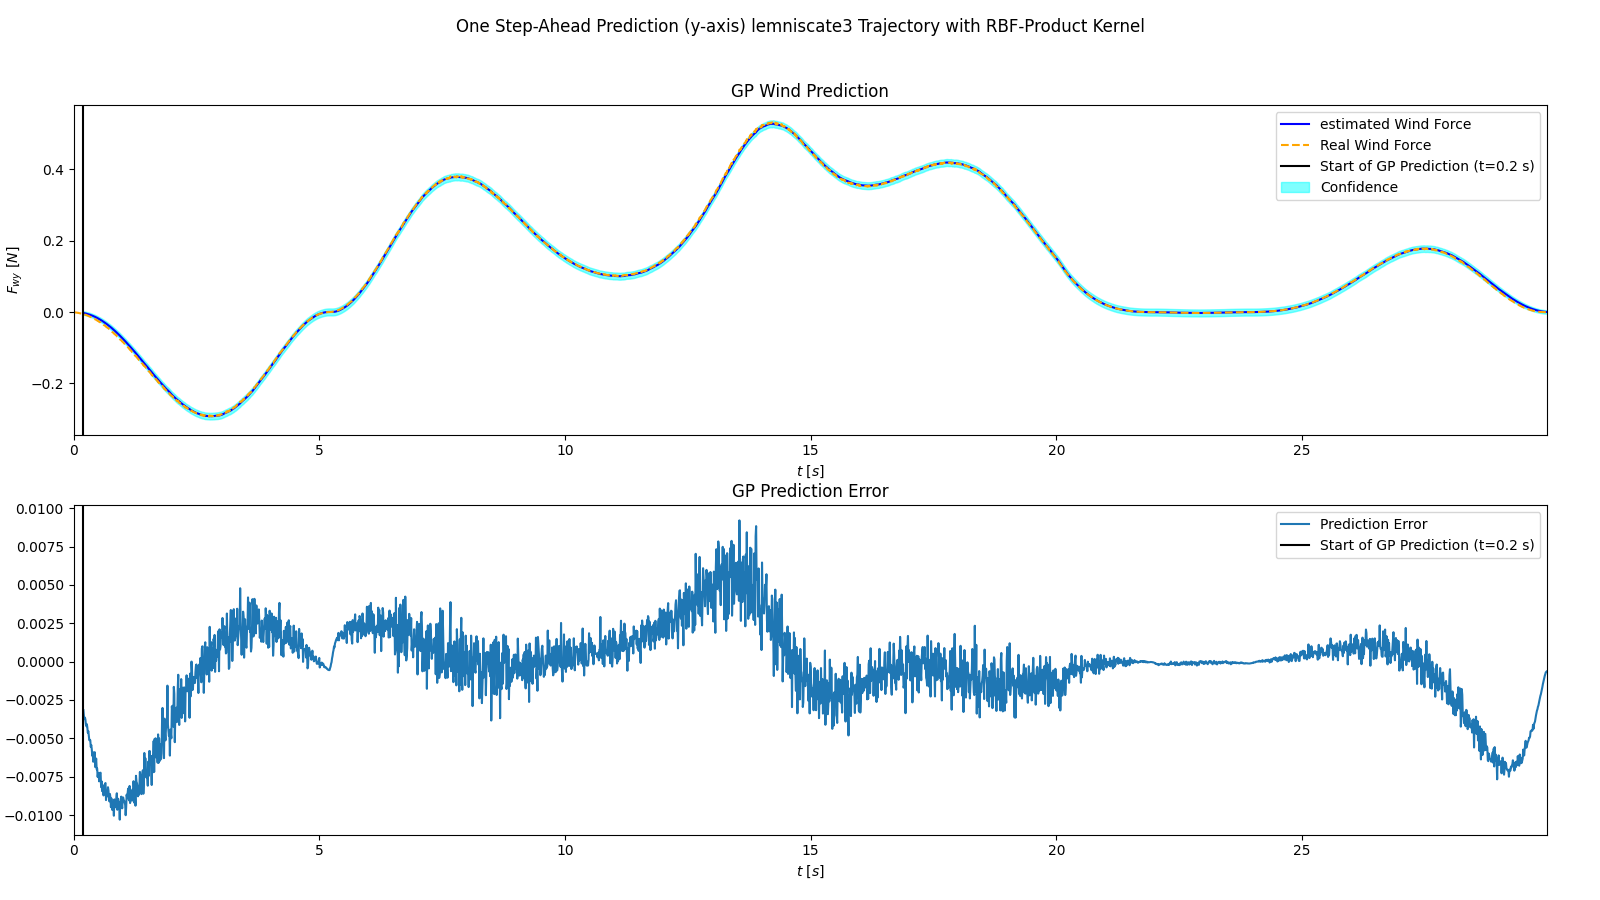 One Step-Ahead Prediction (y-axis) lemniscate3 Trajectory with RBF-Product Kernel
GP Wind Prediction
estimated Wind Force
Real Wind Force
Start of GP Prediction (t=0.2 s)
Confidence
F_{wy} [N]
0.4
0.2
0.0
−0.2
0 5 10 15 20 25
t [s]
GP Prediction Error
Prediction Error
Start of GP Prediction (t=0.2 s)
0.0100
0.0075
0.0050
0.0025
0.0000
−0.0025
−0.0050
−0.0075
−0.0100
0 5 10 15 20 25
t [s]